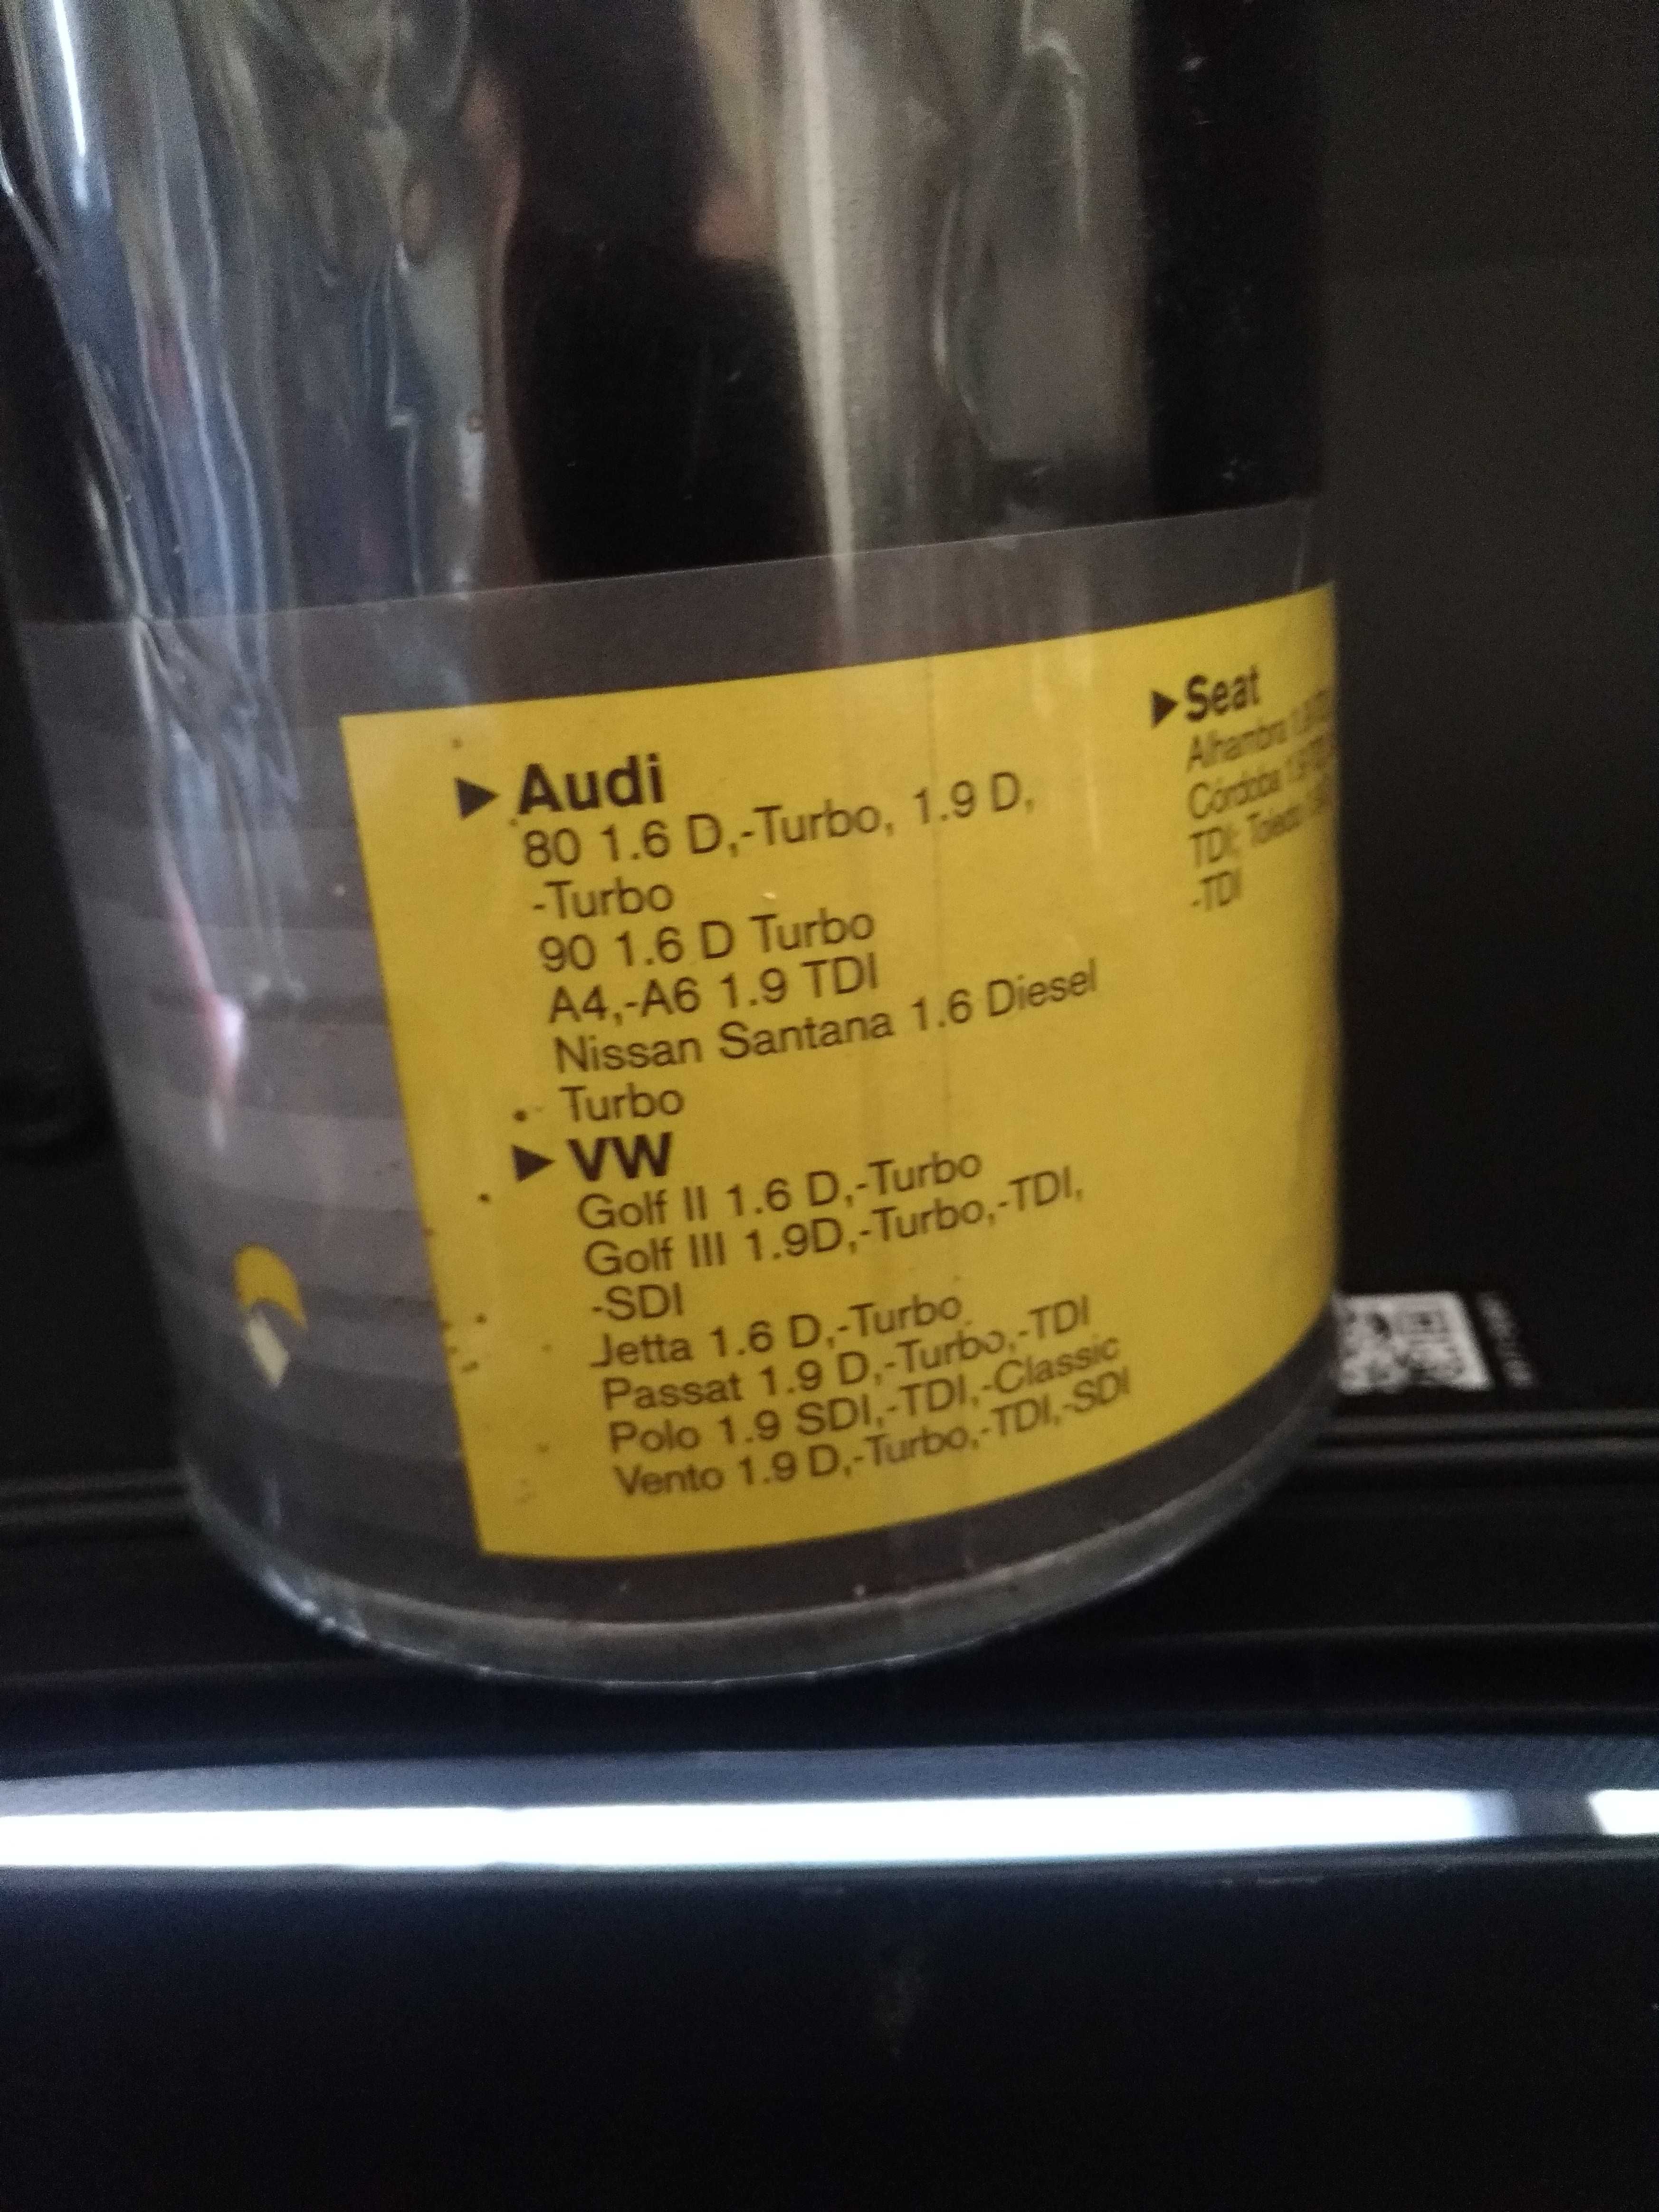 Audi
80 1.6 D,-Turbo, 1.9 D,
-Turbo
90 1.6 D Turbo
A4,-A6 1.9 TDI
Nissan Santana 1.6 Diesel
Turbo
VW
Golf II 1.6 D,-Turbo
Golf III 1.9D,-Turbo,-TDI,
-SDI
Jetta 1.6 D,-Turbo
Passat 1.9 D,-Turbo,-TDI
Polo 1.9 SDI,-TDI,-Classic
Vento 1.9 D,-Turbo,-TDI,-SDI
Seat
Alhambra
Córdoba
TDI; Toledo
-TDI